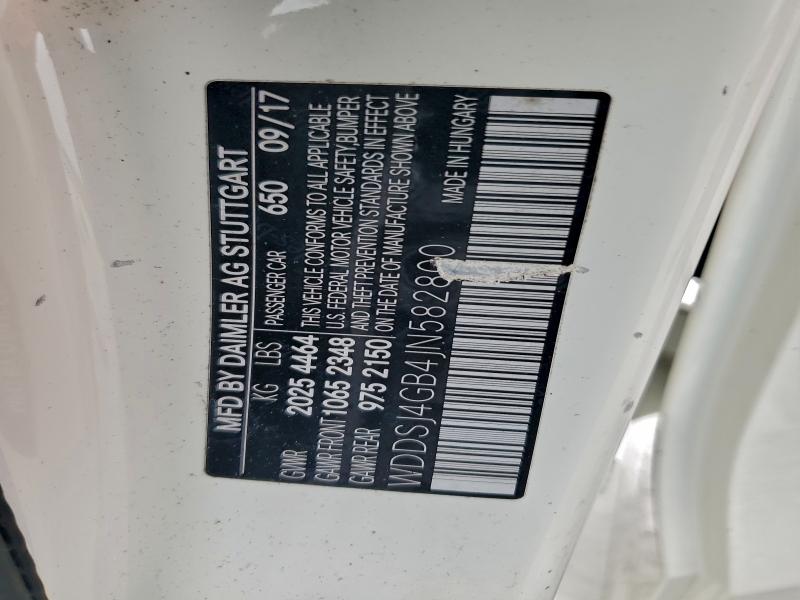 MFD BY DAIMLER AG STUTTGART
KG LBS PASSENGER CAR 650 09/17
GVWR 2025 4464 THIS VEHICLE CONFORMS TO ALL APPLICABLE
GAWR FRONT 1065 2348 U.S. FEDERAL MOTOR VEHICLE SAFETY, BUMPER
GAWR REAR 975 2150 AND THEFT PREVENTION STANDARDS IN EFFECT
ON THE DATE OF MANUFACTURE SHOWN ABOVE
WDDSJ4GB4JN582800 MADE IN HUNGARY